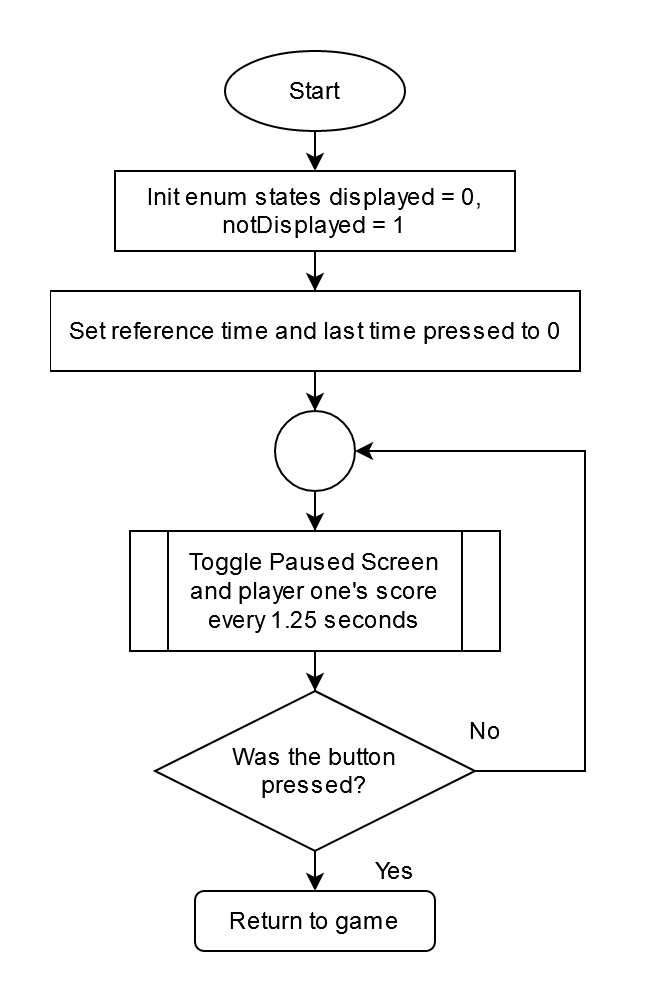 Start
Init enum states displayed = 0,
notDisplayed = 1
Set reference time and last time pressed to 0
Toggle Paused Screen
and player one's score
every 1.25 seconds
No
Was the button
pressed?
Yes
Return to game